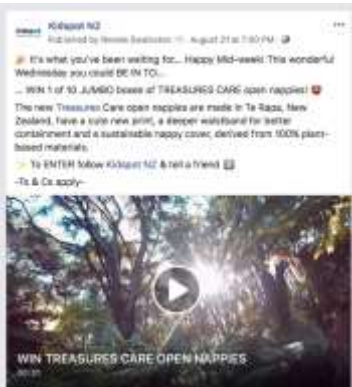 Kidspot NZ
Published by · August 21 at 7:00 PM ·
It's what you've been waiting for... Happy Mid-week! This wonderful
Wednesday you could BE IN TO...
... WIN 1 of 10 JUMBO boxes of TREASURES CARE open nappies!
The new Treasures Care open nappies are made in Te Rapa, New
Zealand, have a cute new print, a deeper waistband for better
containment and a sustainable nappy cover, derived from 100% plant-
based materials.
To ENTER follow Kidspot NZ & tell a friend
-Ts & Cs apply-
WIN TREASURES CARE OPEN NAPPIES